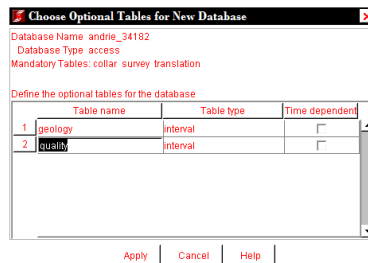 Choose Optional Tables for New Database
Database Name andrie_34182
Database Type access
Mandatory Tables: collar survey translation
Define the optional tables for the database
Table name Table type Time dependent
1 geology interval
2 quality interval
Apply Cancel Help